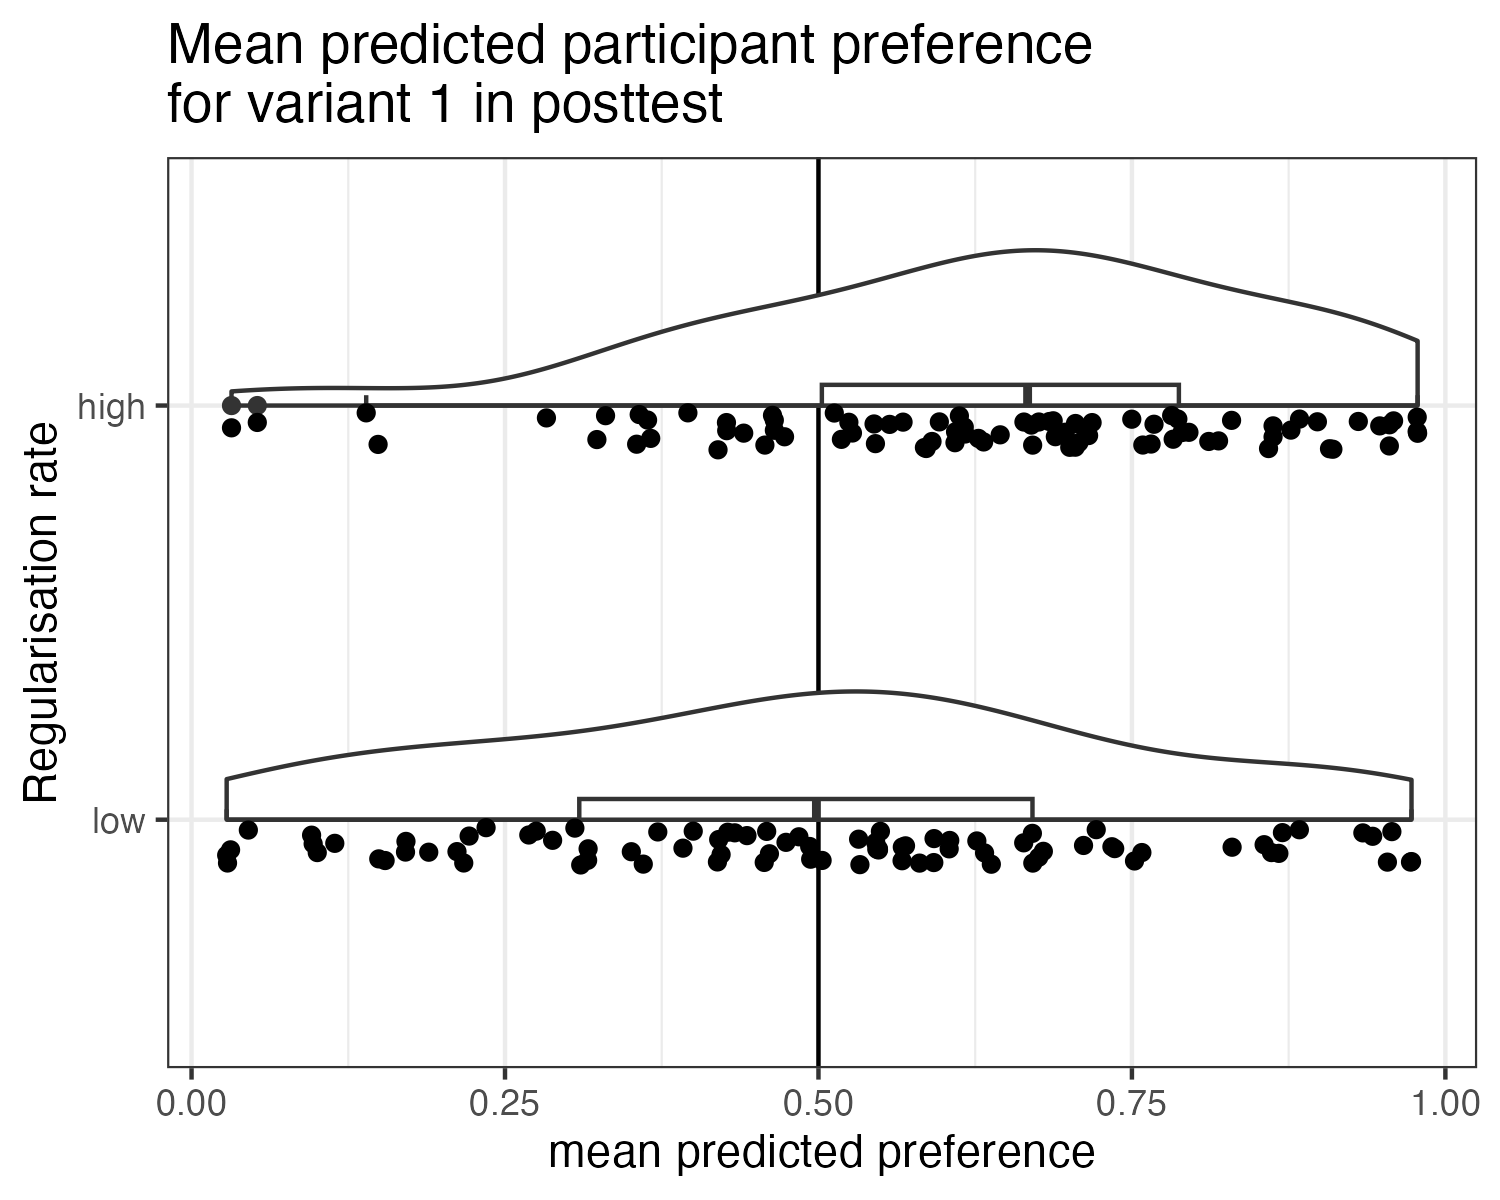 Mean predicted participant preference
for variant 1 in posttest
Regularisation rate
high
low
0.00 0.25 0.50 0.75 1.00
mean predicted preference